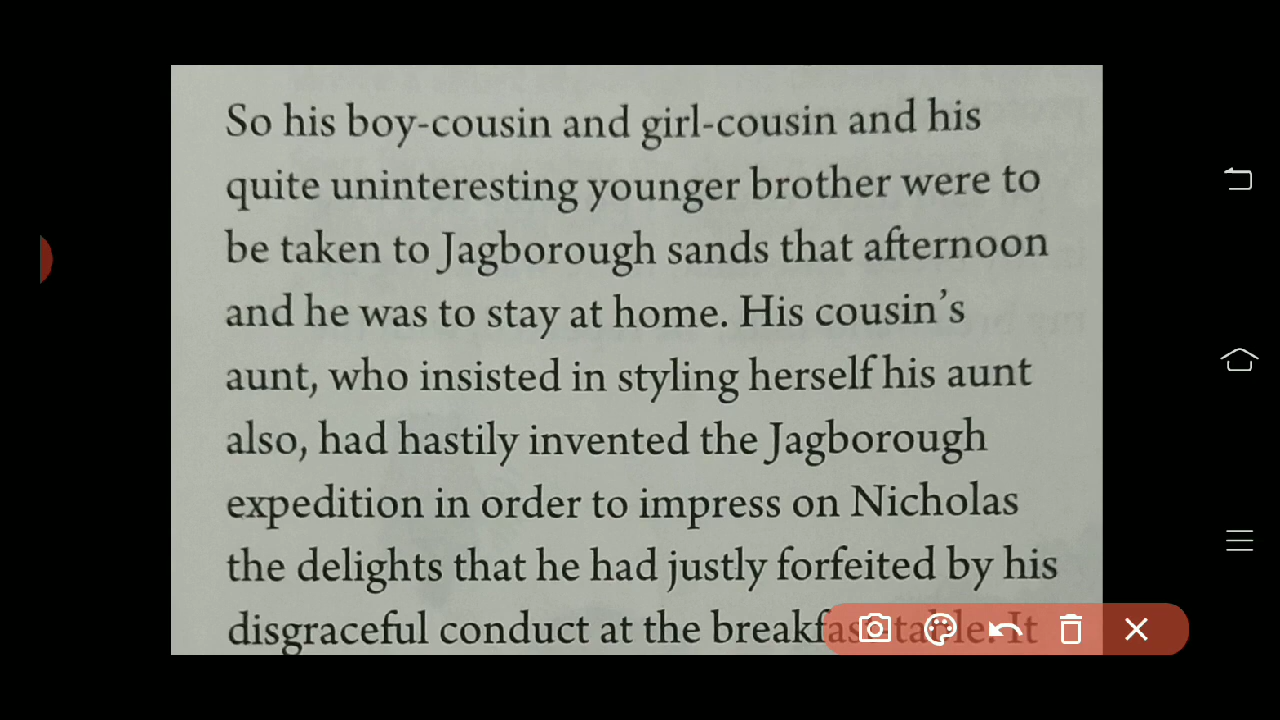 So his boy-cousin and girl-cousin and his
quite uninteresting younger brother were to
be taken to Jagborough sands that afternoon
and he was to stay at home. His cousin's
aunt, who insisted in styling herself his aunt
also, had hastily invented the Jagborough
expedition in order to impress on Nicholas
the delights that he had justly forfeited by his
disgraceful conduct at the breakfast-table. It